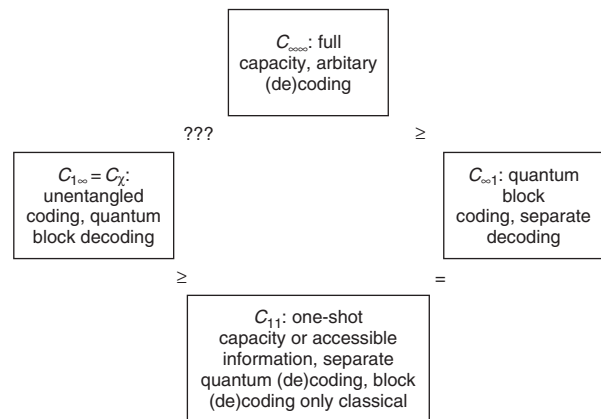 C∞∞: full
capacity, arbitary
(de)coding
??? ≥
C1∞ = Cχ:
unentangled
coding, quantum
block decoding
C∞1: quantum
block
coding, separate
decoding
≥ =
C11: one-shot
capacity or accessible
information, separate
quantum (de)coding, block
(de)coding only classical